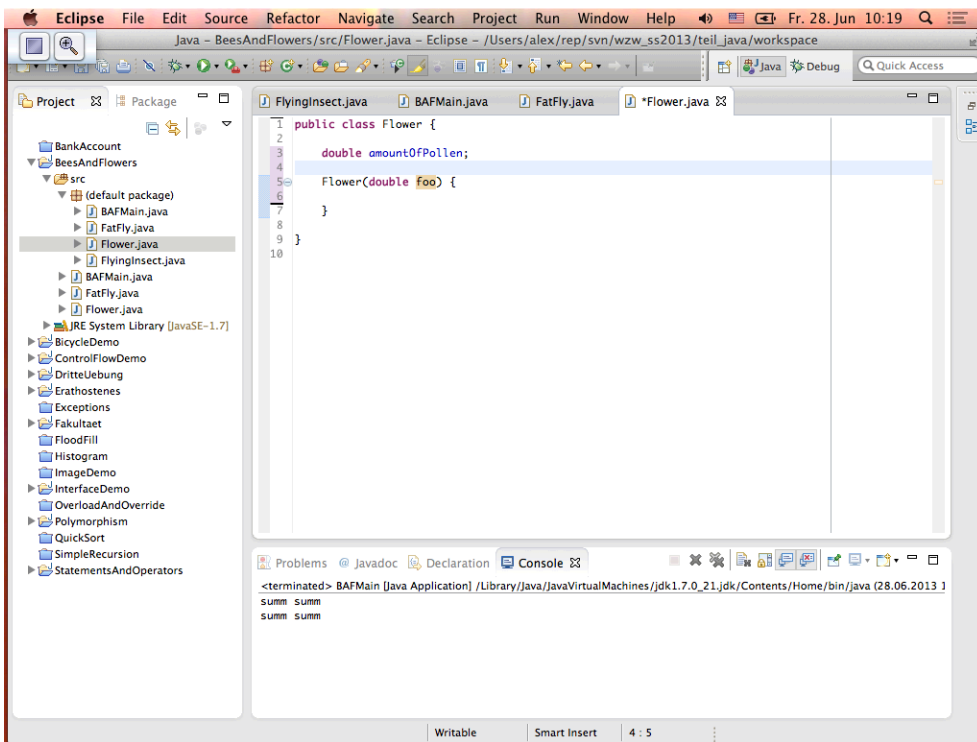 Eclipse File Edit Source Refactor Navigate Search Project Run Window Help Fr. 28. Jun 10:19
Java – BeesAndFlowers/src/Flower.java – Eclipse – /Users/alex/rep/svn/wzw_ss2013/teil_java/workspace
Java Debug Quick Access
Project Package
BankAccount
BeesAndFlowers
src
(default package)
BAFMain.java
FatFly.java
Flower.java
FlyingInsect.java
BAFMain.java
FatFly.java
Flower.java
JRE System Library [JavaSE-1.7]
BicycleDemo
ControlFlowDemo
DritteUebung
Erathostenes
Exceptions
Fakultaet
FloodFill
Histogram
ImageDemo
InterfaceDemo
OverloadAndOverride
Polymorphism
QuickSort
SimpleRecursion
StatementsAndOperators
FlyingInsect.java BAFMain.java FatFly.java *Flower.java
1 public class Flower {
2
3 double amountOfPollen;
4
5 Flower(double foo) {
6
7 }
8
9 }
10
Problems @ Javadoc Declaration Console
<terminated> BAFMain [Java Application] /Library/Java/JavaVirtualMachines/jdk1.7.0_21.jdk/Contents/Home/bin/java (28.06.2013 1
summ summ
summ summ
Writable Smart Insert 4 : 5